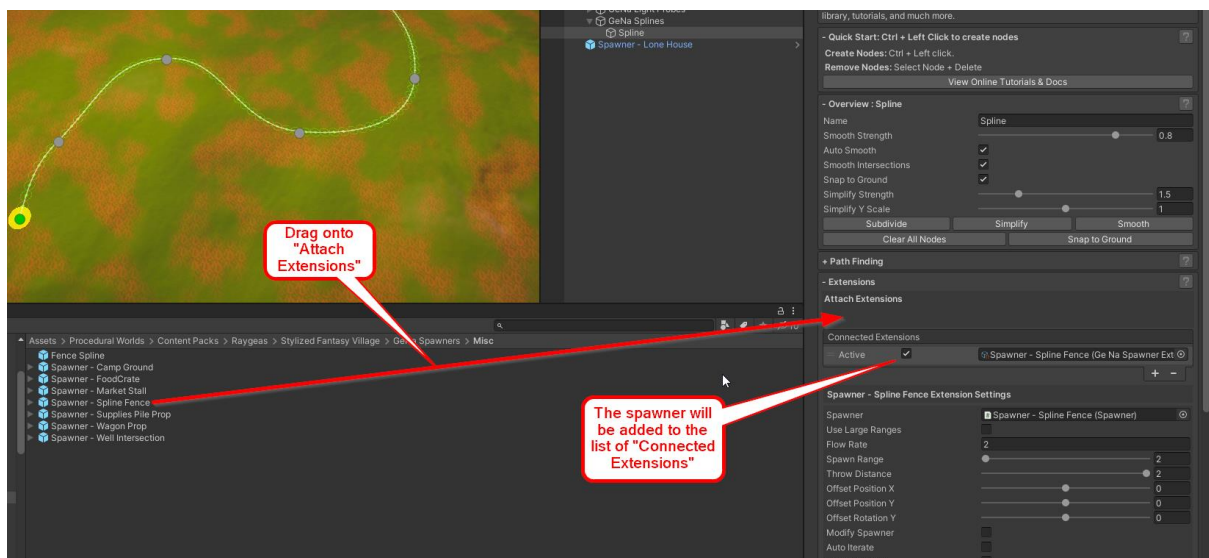 GeNa Light Probes
GeNa Splines
Spline
Spawner - Lone House
library, tutorials, and much more.
- Quick Start: Ctrl + Left Click to create nodes
?
Create Nodes: Ctrl + Left click.
Remove Nodes: Select Node + Delete
View Online Tutorials & Docs
- Overview : Spline
?
Name
Spline
Smooth Strength
0.8
Auto Smooth
Smooth Intersections
Snap to Ground
Simplify Strength
1.5
Simplify Y Scale
1
Subdivide
Simplify
Smooth
Clear All Nodes
Snap to Ground
+ Path Finding
?
- Extensions
?
Attach Extensions
Connected Extensions
Active
Spawner - Spline Fence (Ge Na Spawner Ext
+ -
Spawner - Spline Fence Extension Settings
Spawner
Spawner - Spline Fence (Spawner)
Use Large Ranges
Flow Rate
2
Spawn Range
2
Throw Distance
2
Offset Position X
0
Offset Position Y
0
Offset Rotation Y
0
Modify Spawner
Auto Iterate
Drag onto
"Attach
Extensions"
Assets > Procedural Worlds > Content Packs > Raygeas > Stylized Fantasy Village > GeNa Spawners > Misc
Fence Spline
Spawner - Camp Ground
Spawner - FoodCrate
Spawner - Market Stall
Spawner - Spline Fence
Spawner - Supplies Pile Prop
Spawner - Wagon Prop
Spawner - Well Intersection
The spawner will
be added to the
list of "Connected
Extensions"